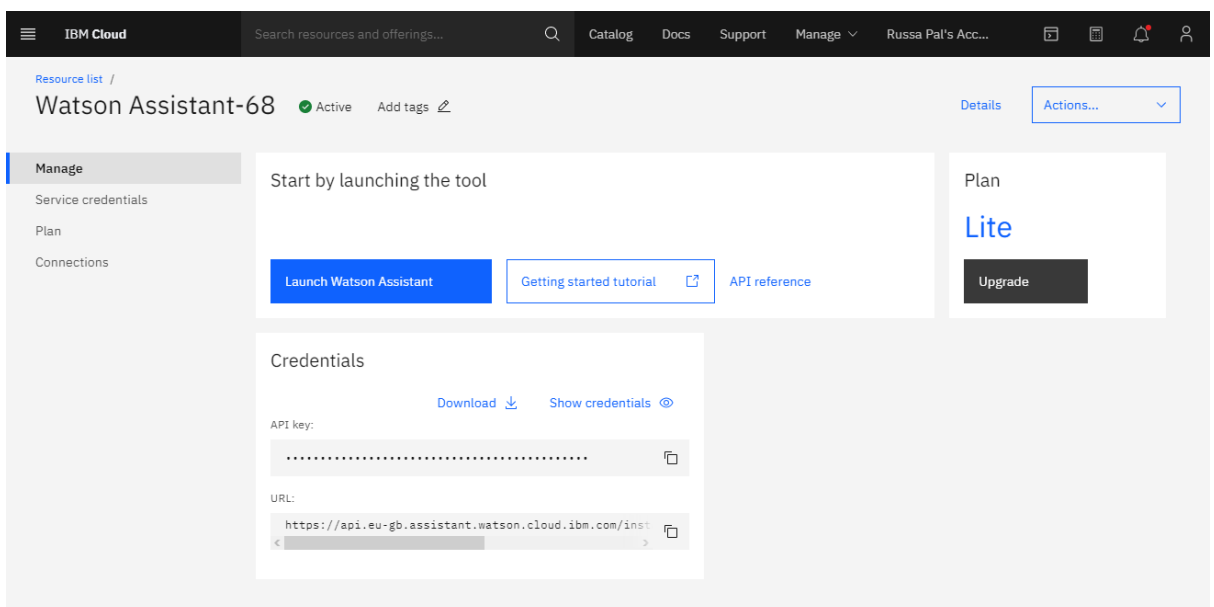 IBM Cloud Search resources and offerings... Catalog Docs Support Manage Russa Pal's Acc...
Resource list /
Watson Assistant-68 Active Add tags Details Actions...
Manage
Service credentials
Plan
Connections
Start by launching the tool
Launch Watson Assistant Getting started tutorial API reference
Plan
Lite
Upgrade
Credentials
Download Show credentials
API key:
............................................
URL:
https://api.eu-gb.assistant.watson.cloud.ibm.com/inst